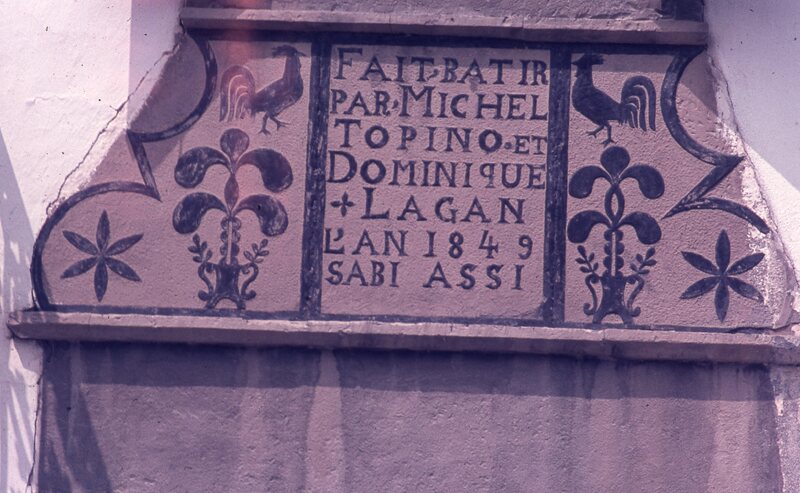 FAIT·BATIR
PAR·MICHEL
TOPINO·ET
DOMINIQUE
+LAGAN
L'AN 1849
SABI ASSI